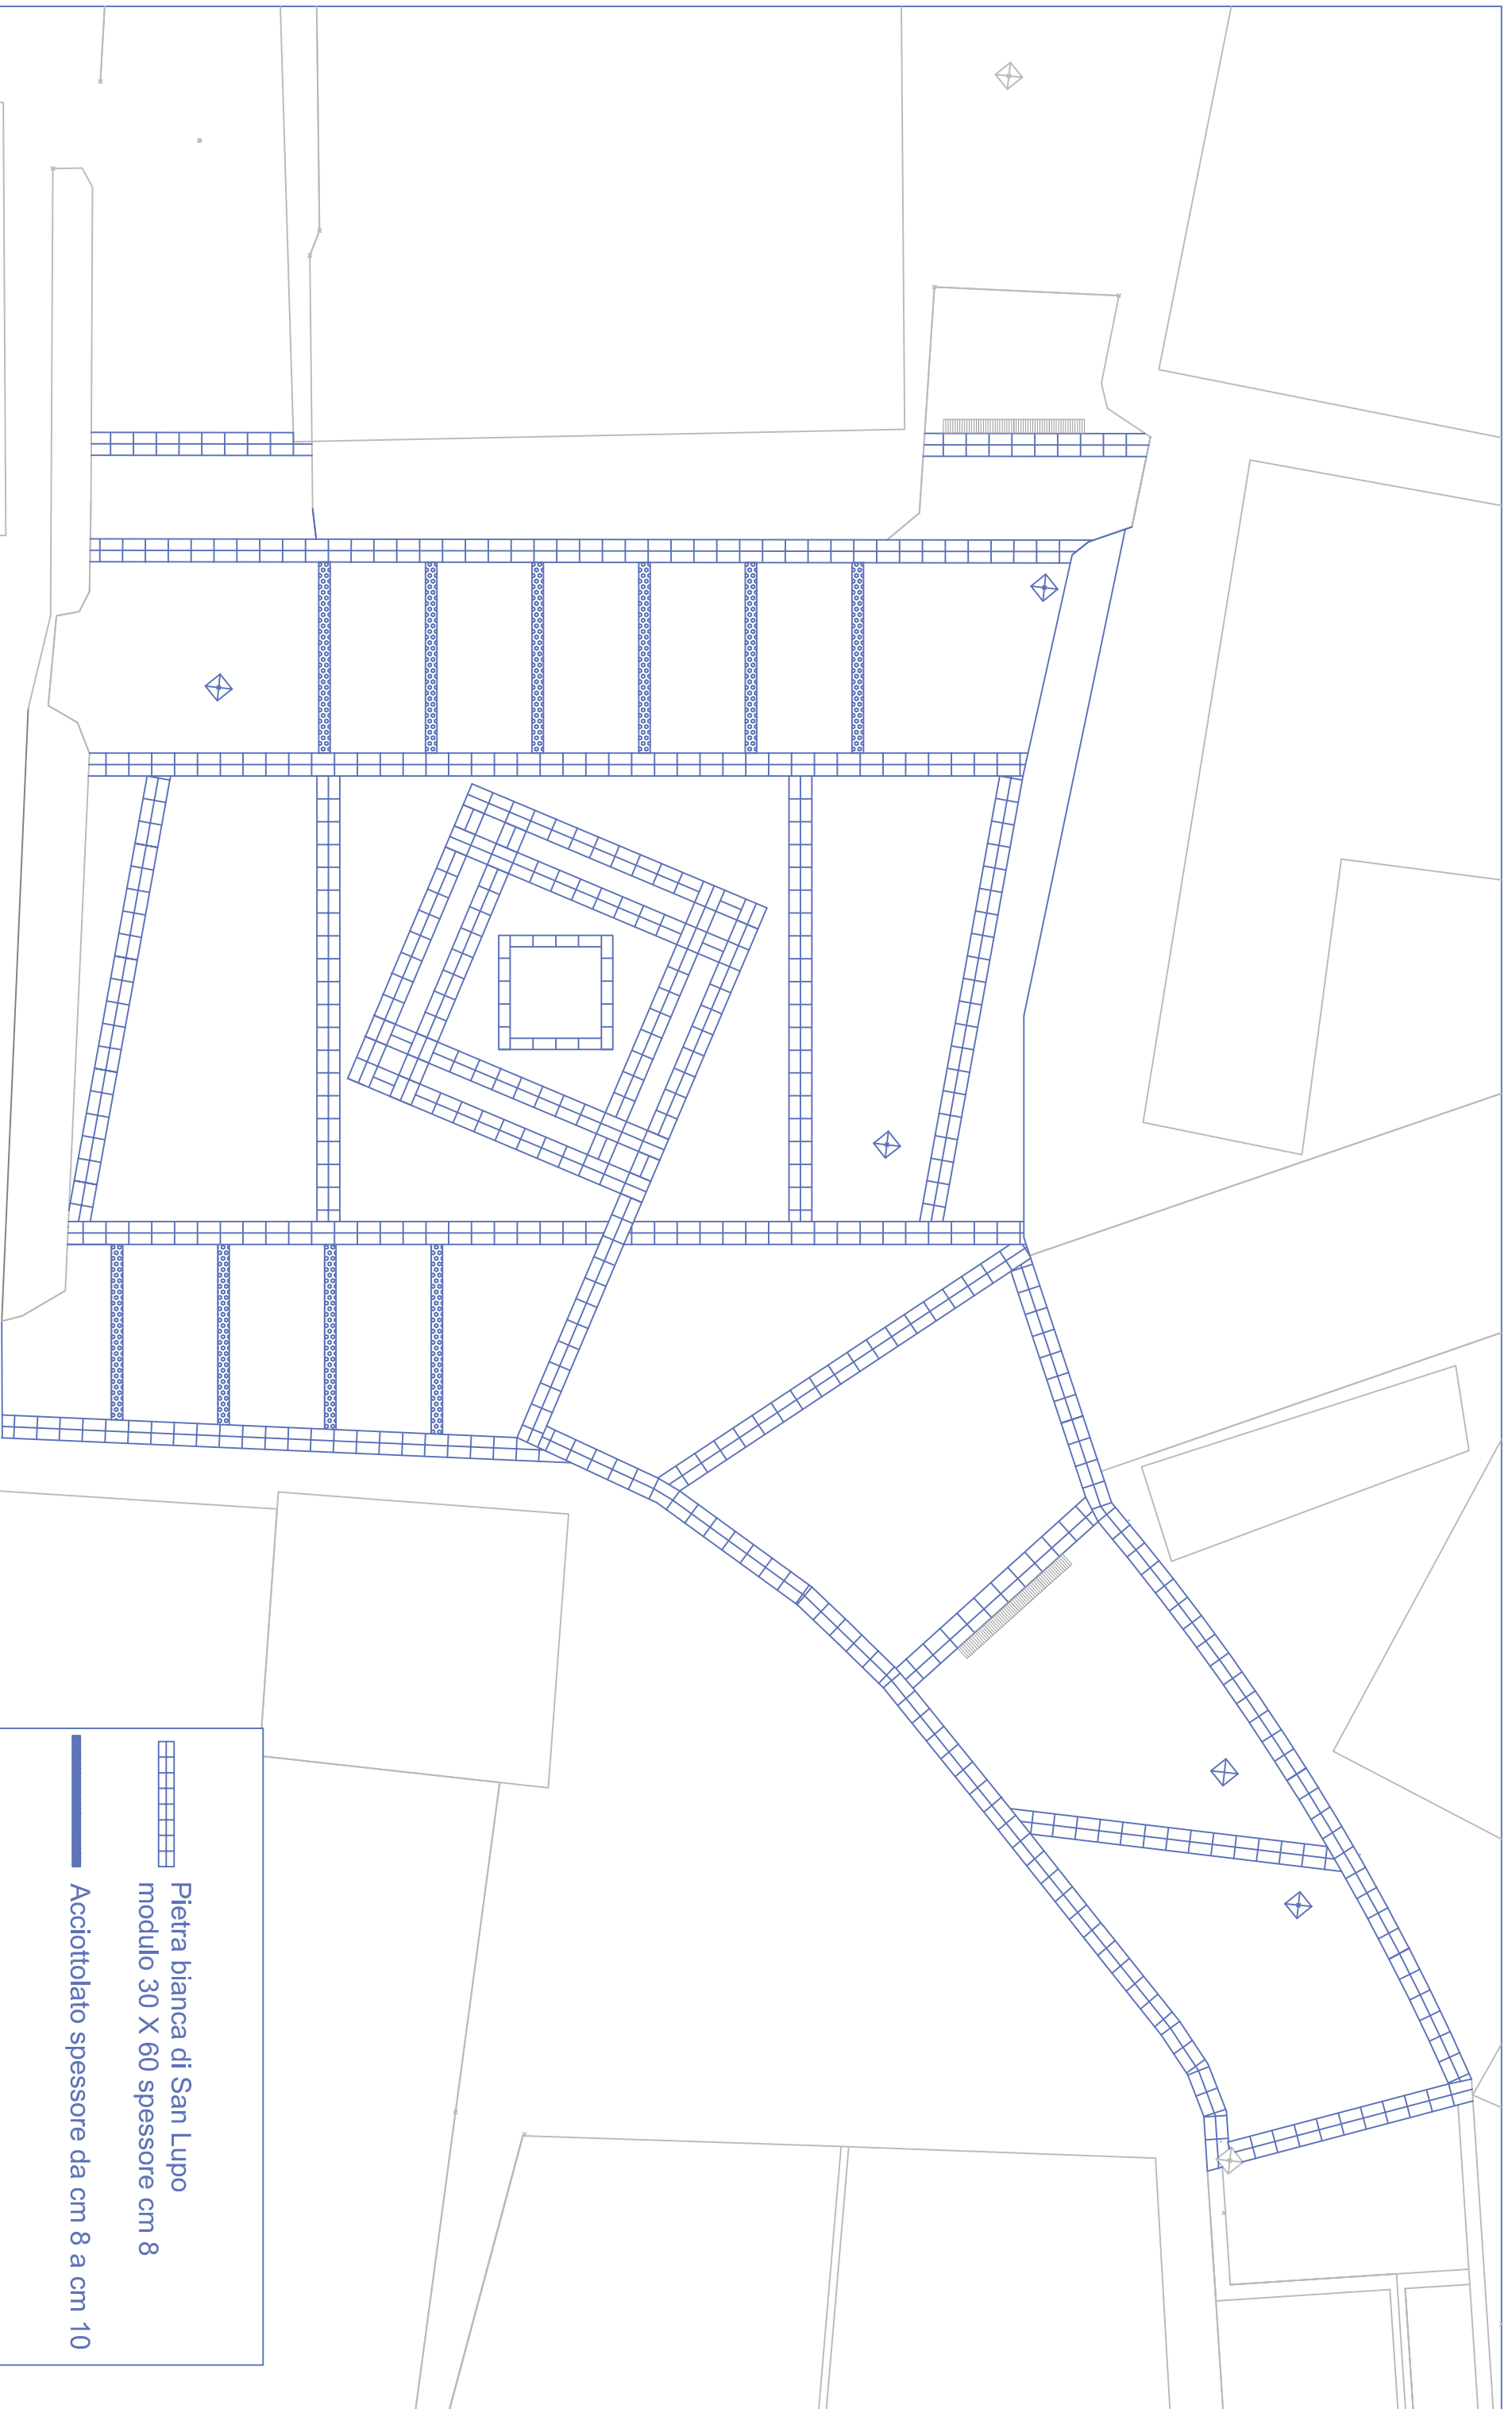 Pietra bianca di San Lupo
modulo 30 X 60 spessore cm 8
Acciottolato spessore da cm 8 a cm 10